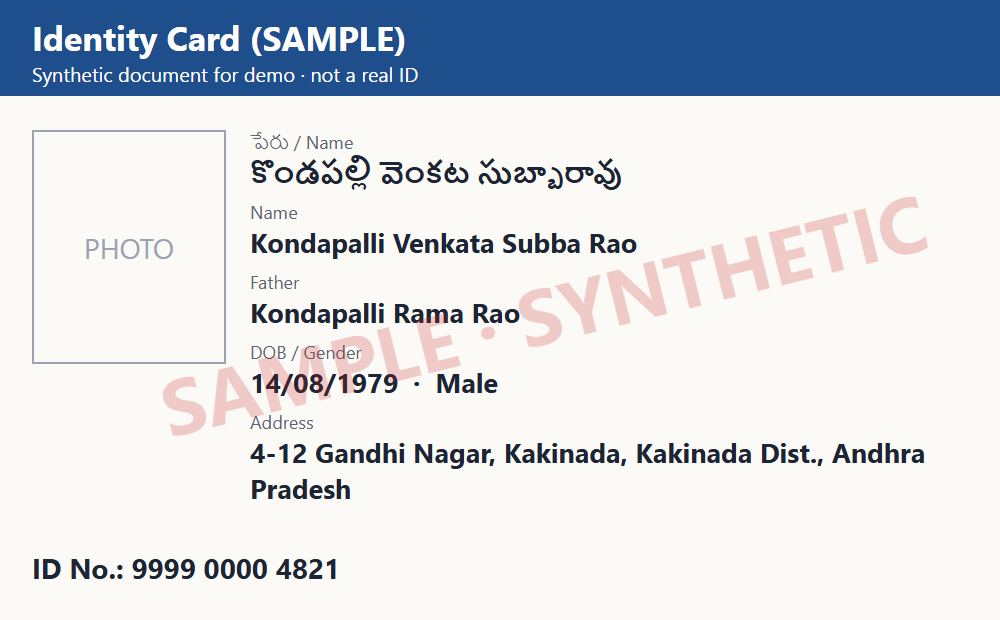 Identity Card (SAMPLE)
Synthetic document for demo · not a real ID
PHOTO
పేరు / Name
కొండపల్లి వెంకట సుబ్బారావు
Name
Kondapalli Venkata Subba Rao
Father
Kondapalli Rama Rao
DOB / Gender
14/08/1979 · Male
Address
4-12 Gandhi Nagar, Kakinada, Kakinada Dist., Andhra
Pradesh
ID No.: 9999 0000 4821
SAMPLE · SYNTHETIC